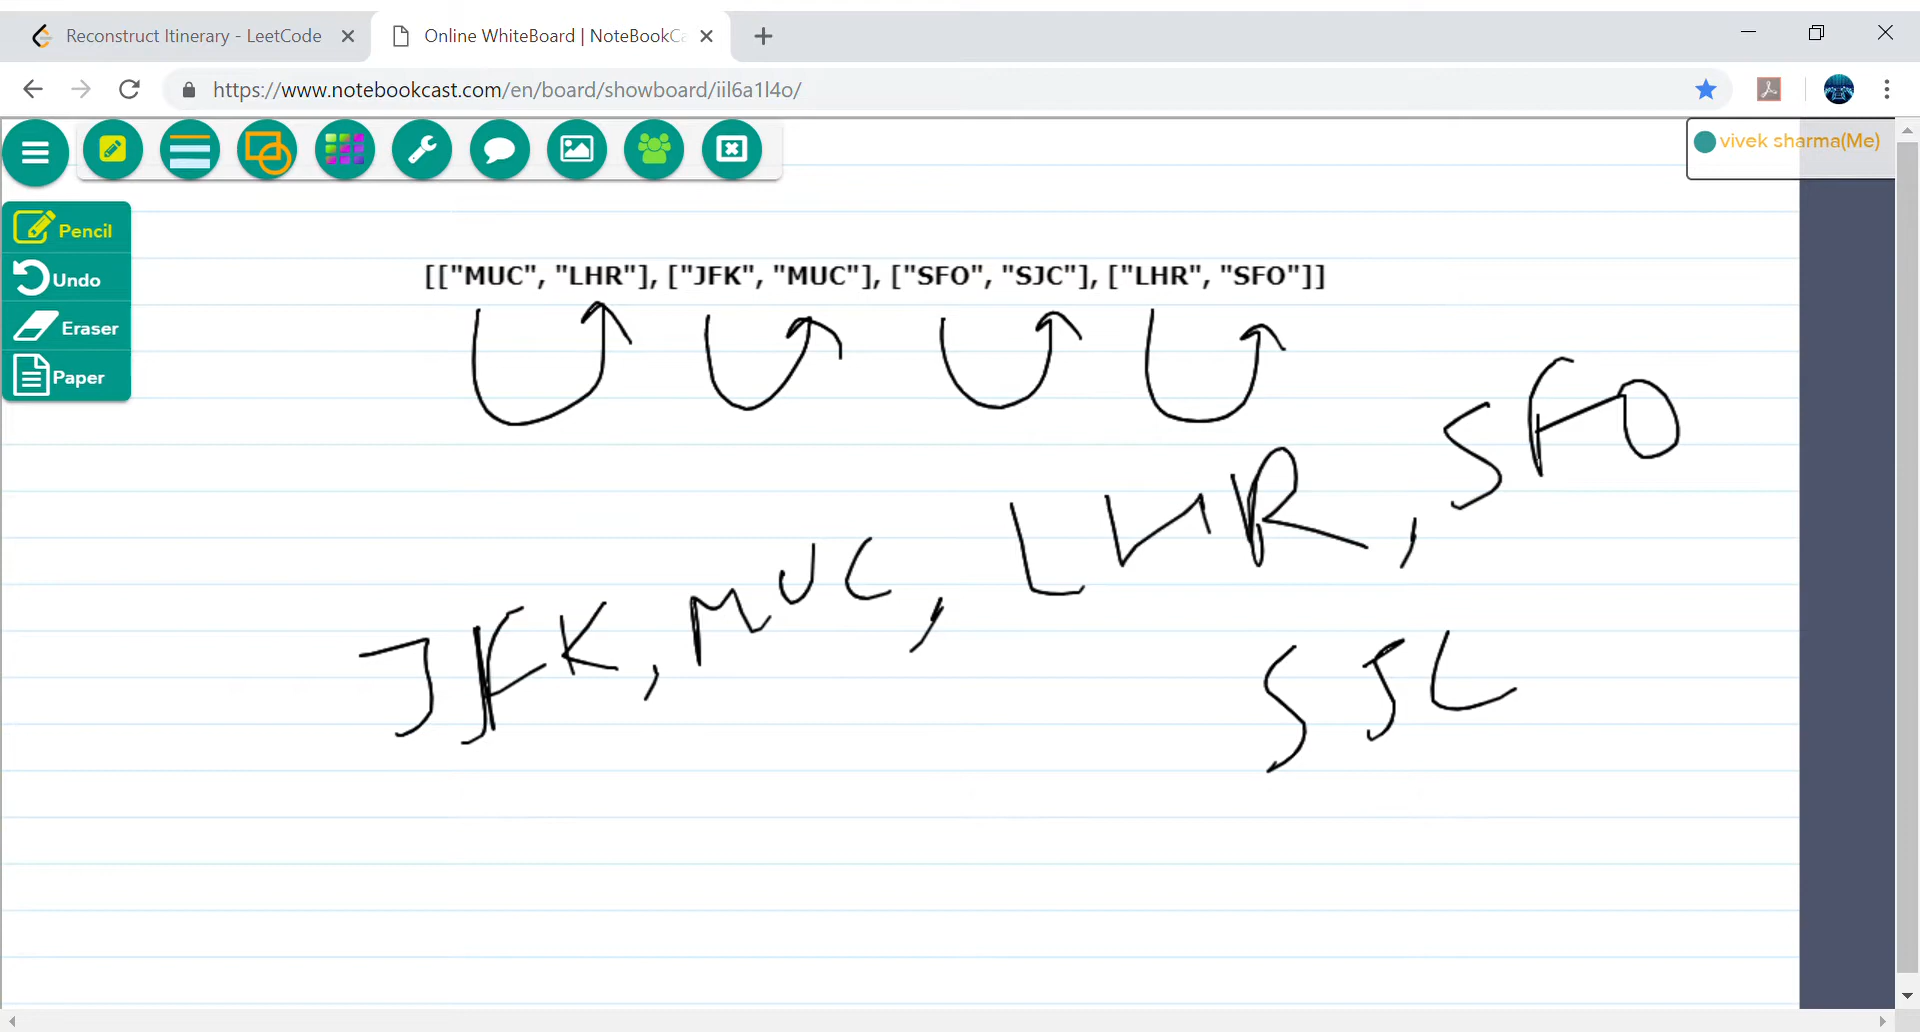 Reconstruct Itinerary - LeetCode
Online WhiteBoard | NoteBookCa
https://www.notebookcast.com/en/board/showboard/iil6a1l4o/
vivek sharma(Me)
Pencil
Undo
Eraser
Paper
[["MUC", "LHR"], ["JFK", "MUC"], ["SFO", "SJC"], ["LHR", "SFO"]]
JFK, MUC, LHR, SFO
SJC